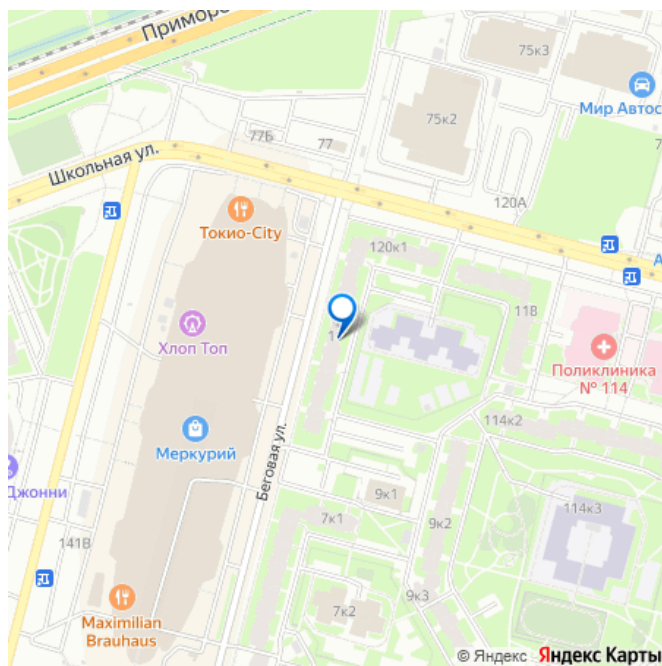 Примор
75к3
Мир Автос
75к2
77Б
77
Школьная ул.
120А
Токио-City
120к1
11В
Хлоп Топ
Поликлиника
№ 114
114к2
Меркурий
Беговая ул.
Джонни
9к1
114к3
7к1
9к2
141В
9к3
7к2
Maximilian
Brauhaus
© Яндекс Яндекс Карты